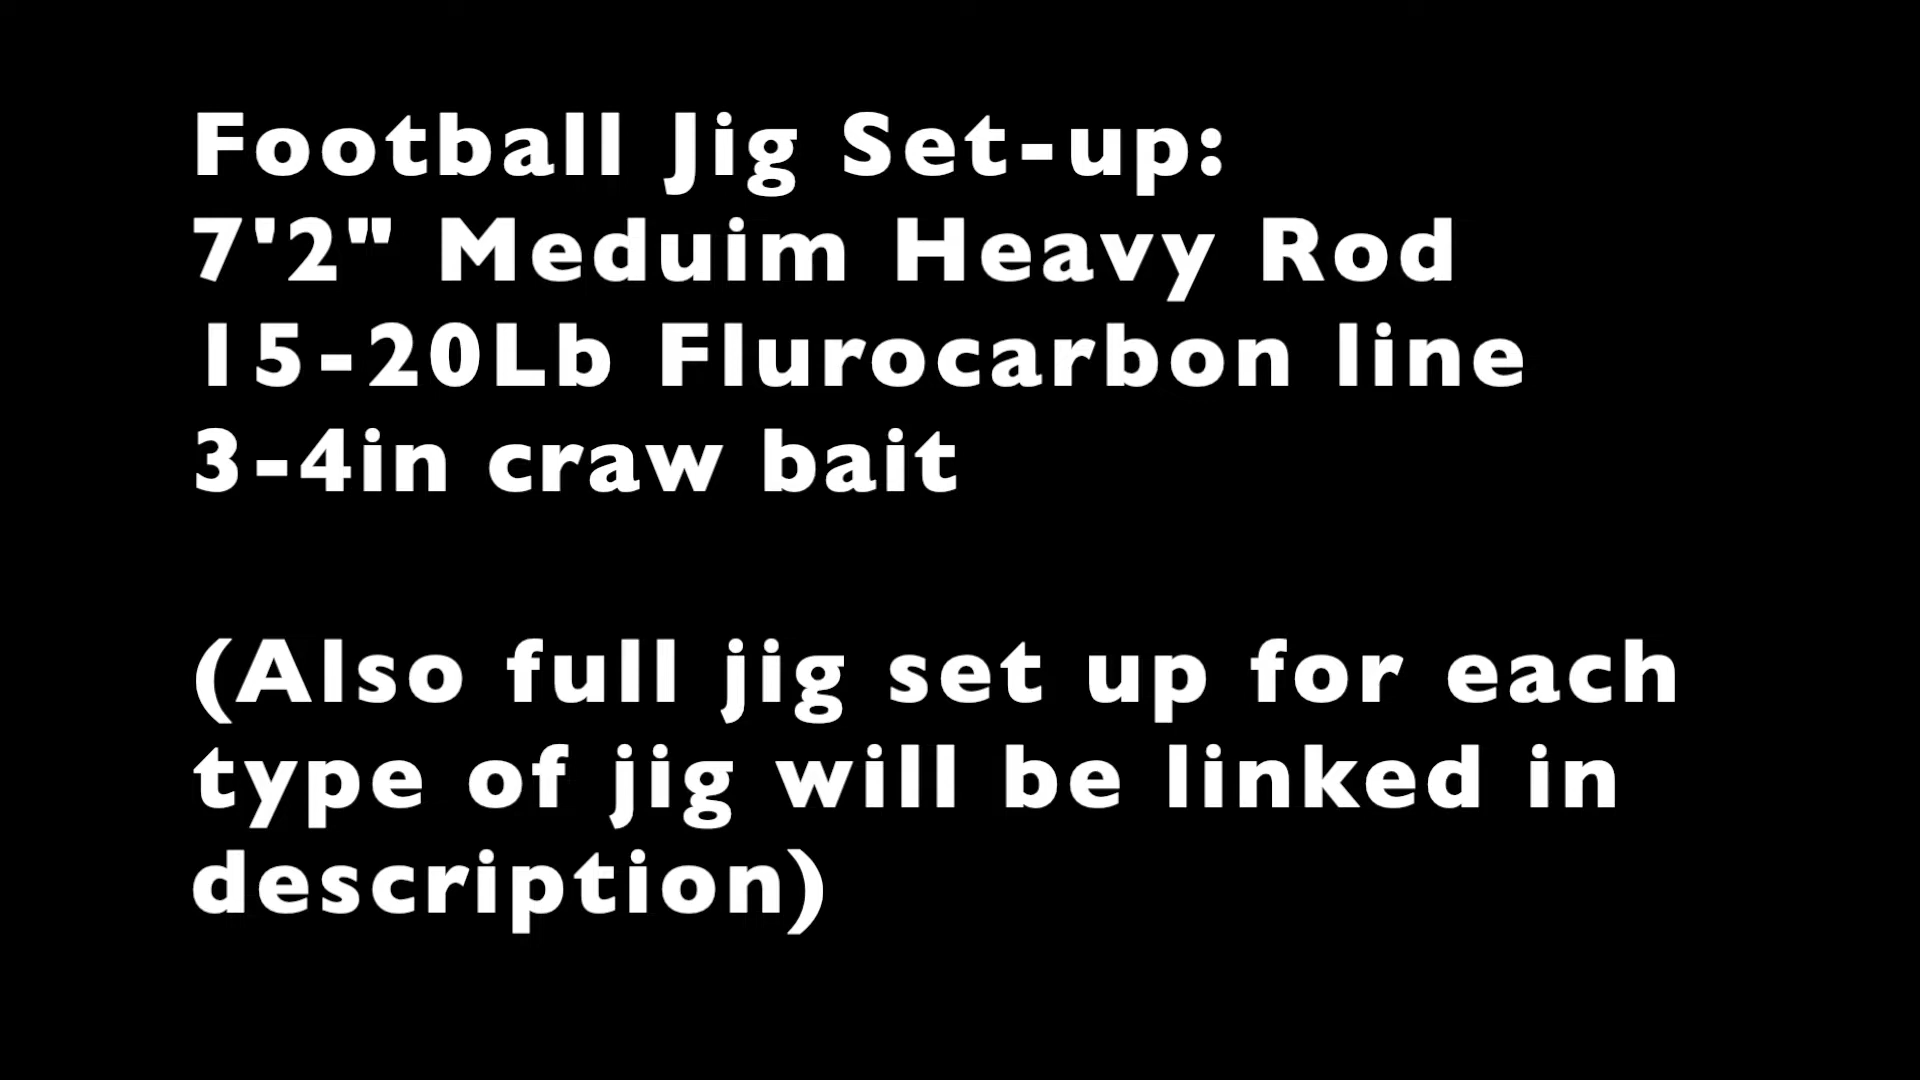 Football Jig Set-up:
7'2" Meduim Heavy Rod
15-20Lb Flurocarbon line
3-4in craw bait
(Also full jig set up for each
type of jig will be linked in
description)